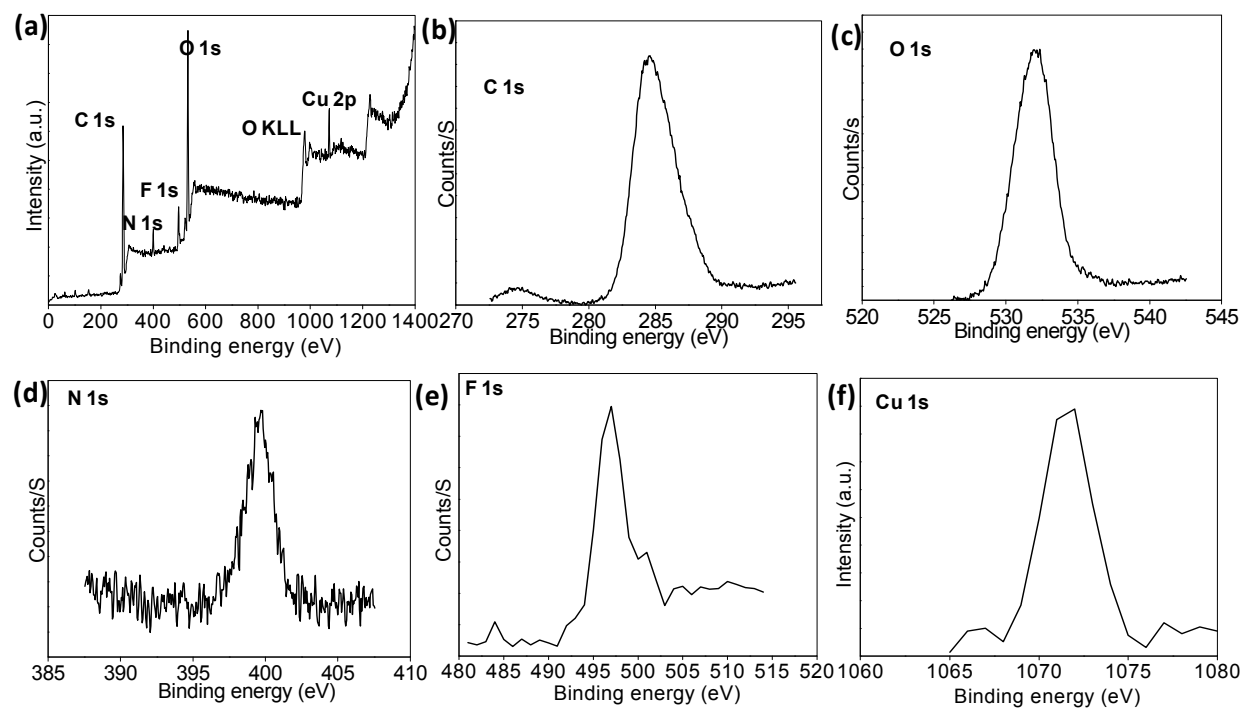 (a)
Intensity (a.u.)
C 1s
O 1s
F 1s
N 1s
O KLL
Cu 2p
0 200 400 600 800 1000 1200 1400
Binding energy (eV)
(b)
C 1s
Counts/S
270 275 280 285 290 295
Binding energy (eV)
(c)
O 1s
Counts/s
520 525 530 535 540 545
Binding energy (eV)
(d)
N 1s
Counts/S
385 390 395 400 405 410
Binding energy (eV)
(e)
F 1s
Counts/S
480 485 490 495 500 505 510 515 520
Binding energy (eV)
(f)
Cu 1s
Intensity (a.u.)
1060 1065 1070 1075 1080
Binding energy (eV)